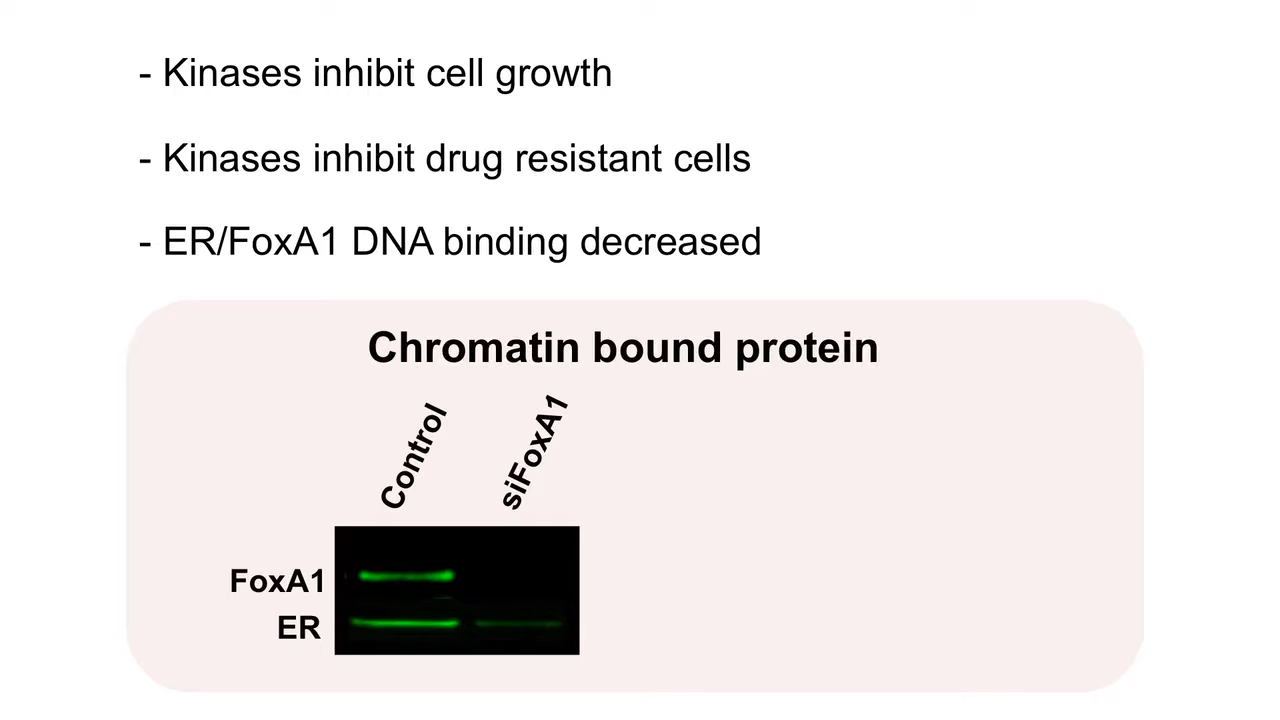 - Kinases inhibit cell growth
- Kinases inhibit drug resistant cells
- ER/FoxA1 DNA binding decreased
Chromatin bound protein
Control
siFoxA1
FoxA1
ER